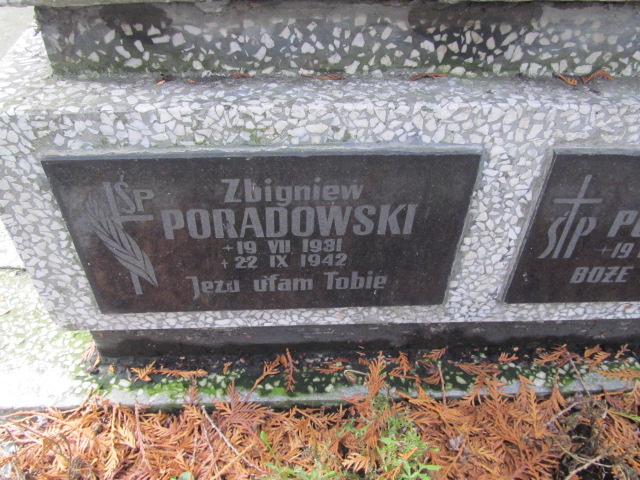 ŚP
Zbigniew
PORADOWSKI
+19 VII 1931
+22 IX 1942
Jezu ufam Tobie
ŚP
BOŻE